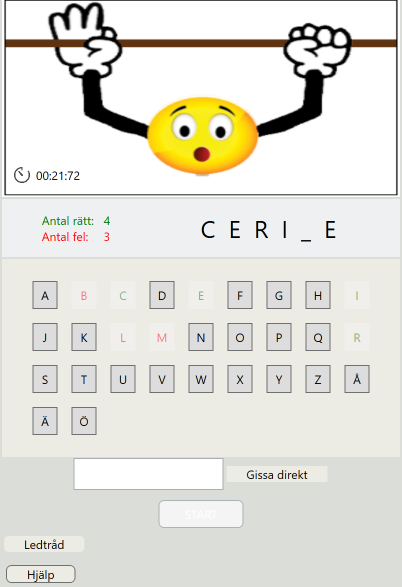 00:21:72
Antal rätt: 4
Antal fel: 3
C E R I _ E
A B C D E F G H I
J K L M N O P Q R
S T U V W X Y Z Å
Ä Ö
Gissa direkt
START
Ledtråd
Hjälp